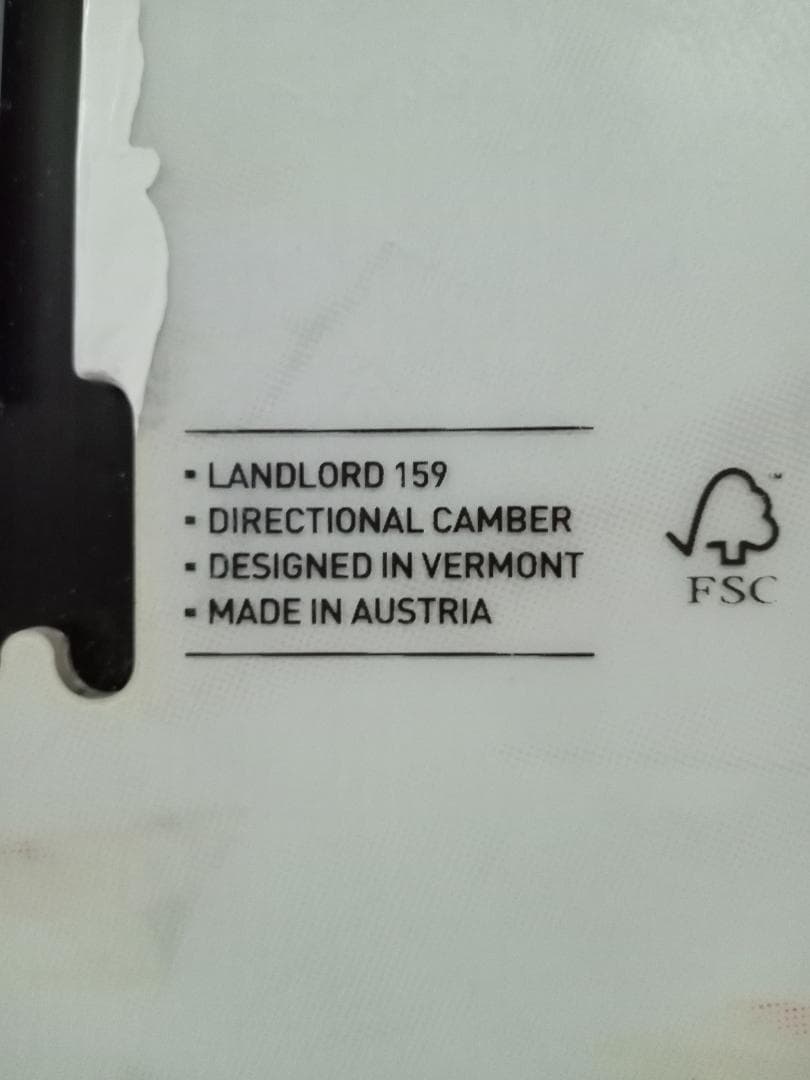 ▪ LANDLORD 159
▪ DIRECTIONAL CAMBER
▪ DESIGNED IN VERMONT
▪ MADE IN AUSTRIA
FSC